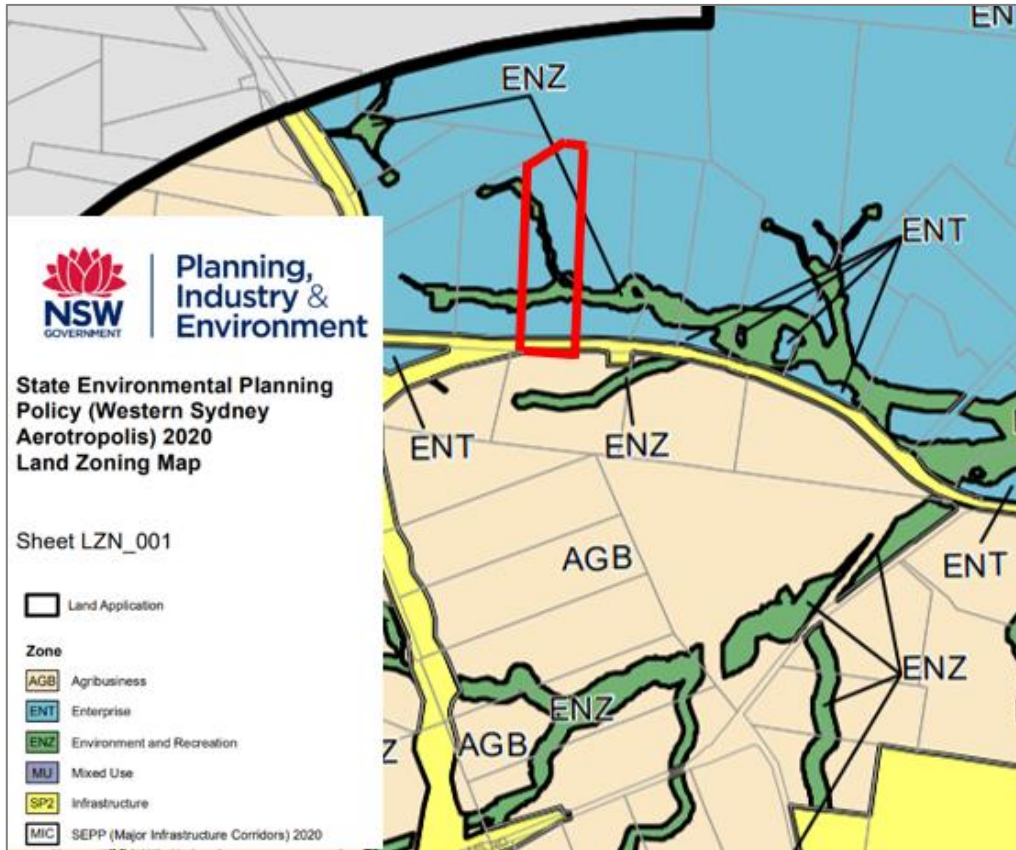 EN
ENZ
ENT
NSW
GOVERNMENT
Planning,
Industry &
Environment
State Environmental Planning
Policy (Western Sydney
Aerotropolis) 2020
Land Zoning Map
Sheet LZN_001
Land Application
Zone
AGB Agribusiness
ENT Enterprise
ENZ Environment and Recreation
MU Mixed Use
SP2 Infrastructure
MIC SEPP (Major Infrastructure Corridors) 2020
ENT
ENZ
AGB
ENT
ENZ
ENZ
AGB
Z